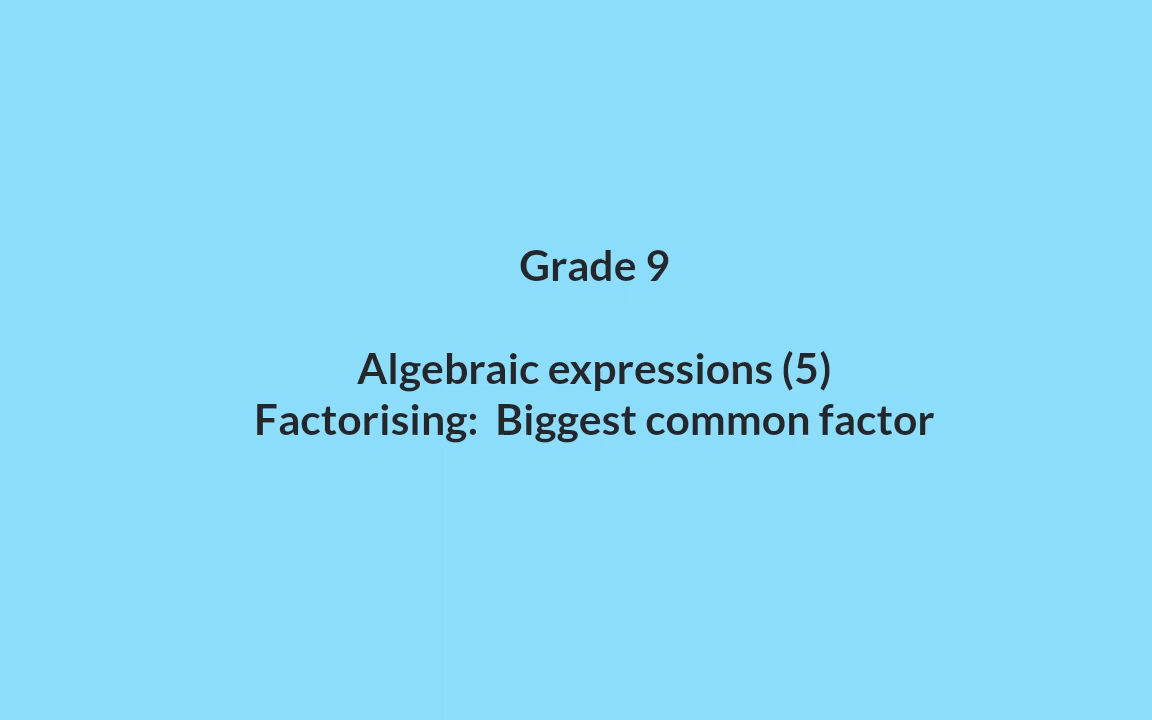 Grade 9
Algebraic expressions (5)
Factorising:  Biggest common factor